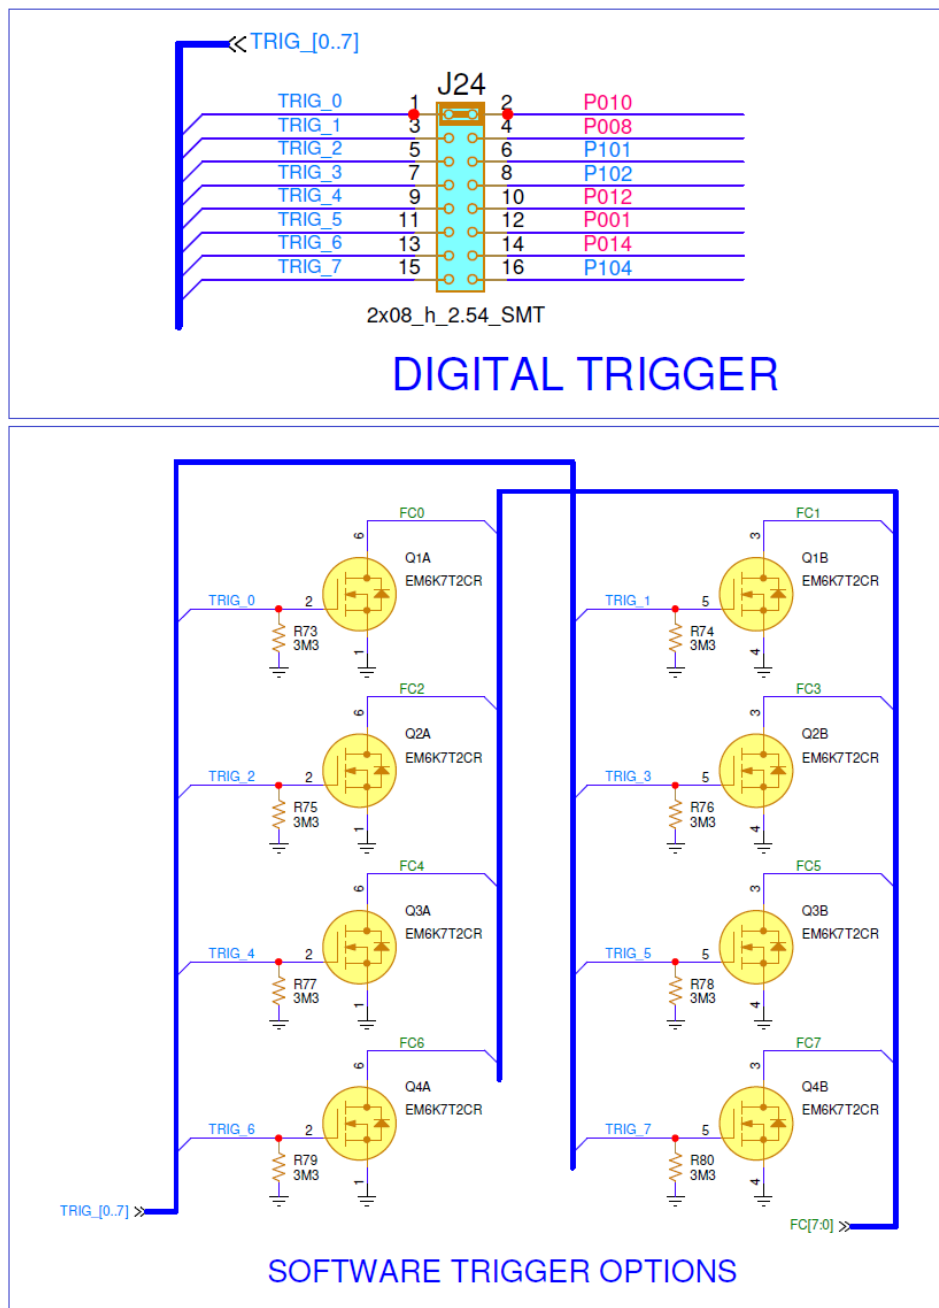 TRIG_[0..7]
J24
TRIG_0 1 2 P010
TRIG_1 3 4 P008
TRIG_2 5 6 P101
TRIG_3 7 8 P102
TRIG_4 9 10 P012
TRIG_5 11 12 P001
TRIG_6 13 14 P014
TRIG_7 15 16 P104
2x08_h_2.54_SMT
DIGITAL TRIGGER
FC0 FC1
6 3
Q1A Q1B
EM6K7T2CR EM6K7T2CR
TRIG_0 2 TRIG_1 5
R73 R74
3M3 3M3
1 4
FC2 FC3
6 3
Q2A Q2B
EM6K7T2CR EM6K7T2CR
TRIG_2 2 TRIG_3 5
R75 R76
3M3 3M3
1 4
FC4 FC5
6 3
Q3A Q3B
EM6K7T2CR EM6K7T2CR
TRIG_4 2 TRIG_5 5
R77 R78
3M3 3M3
1 4
FC6 FC7
6 3
Q4A Q4B
EM6K7T2CR EM6K7T2CR
TRIG_6 2 TRIG_7 5
R79 R80
3M3 3M3
1 4
TRIG_[0..7] FC[7:0]
SOFTWARE TRIGGER OPTIONS